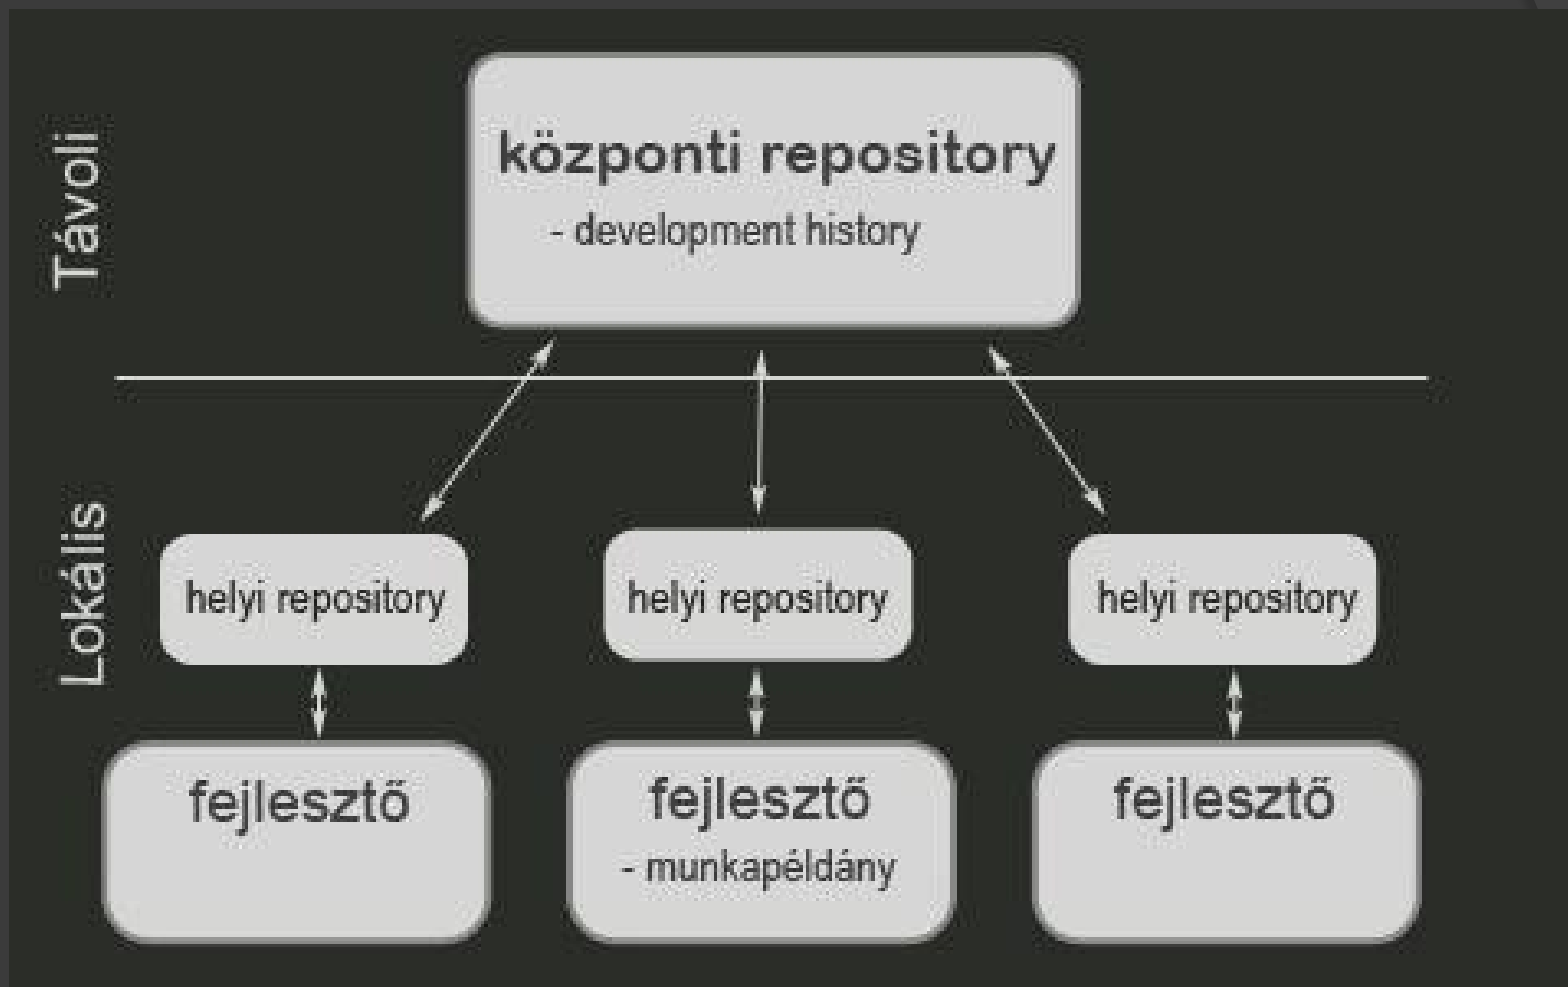 Távoli
központi repository
- development history
Lokális
helyi repository
helyi repository
helyi repository
fejlesztő
fejlesztő
- munkapéldány
fejlesztő